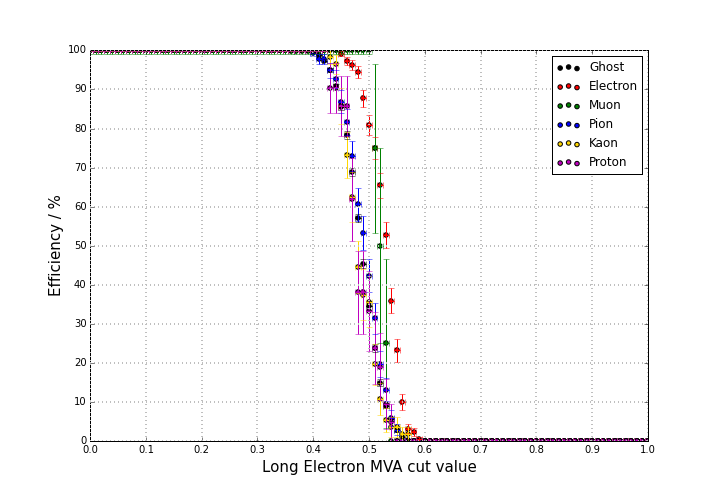 100
90
80
70
60
50
40
30
20
10
0
Efficiency / %
Ghost
Electron
Muon
Pion
Kaon
Proton
0.0 0.1 0.2 0.3 0.4 0.5 0.6 0.7 0.8 0.9 1.0
Long Electron MVA cut value